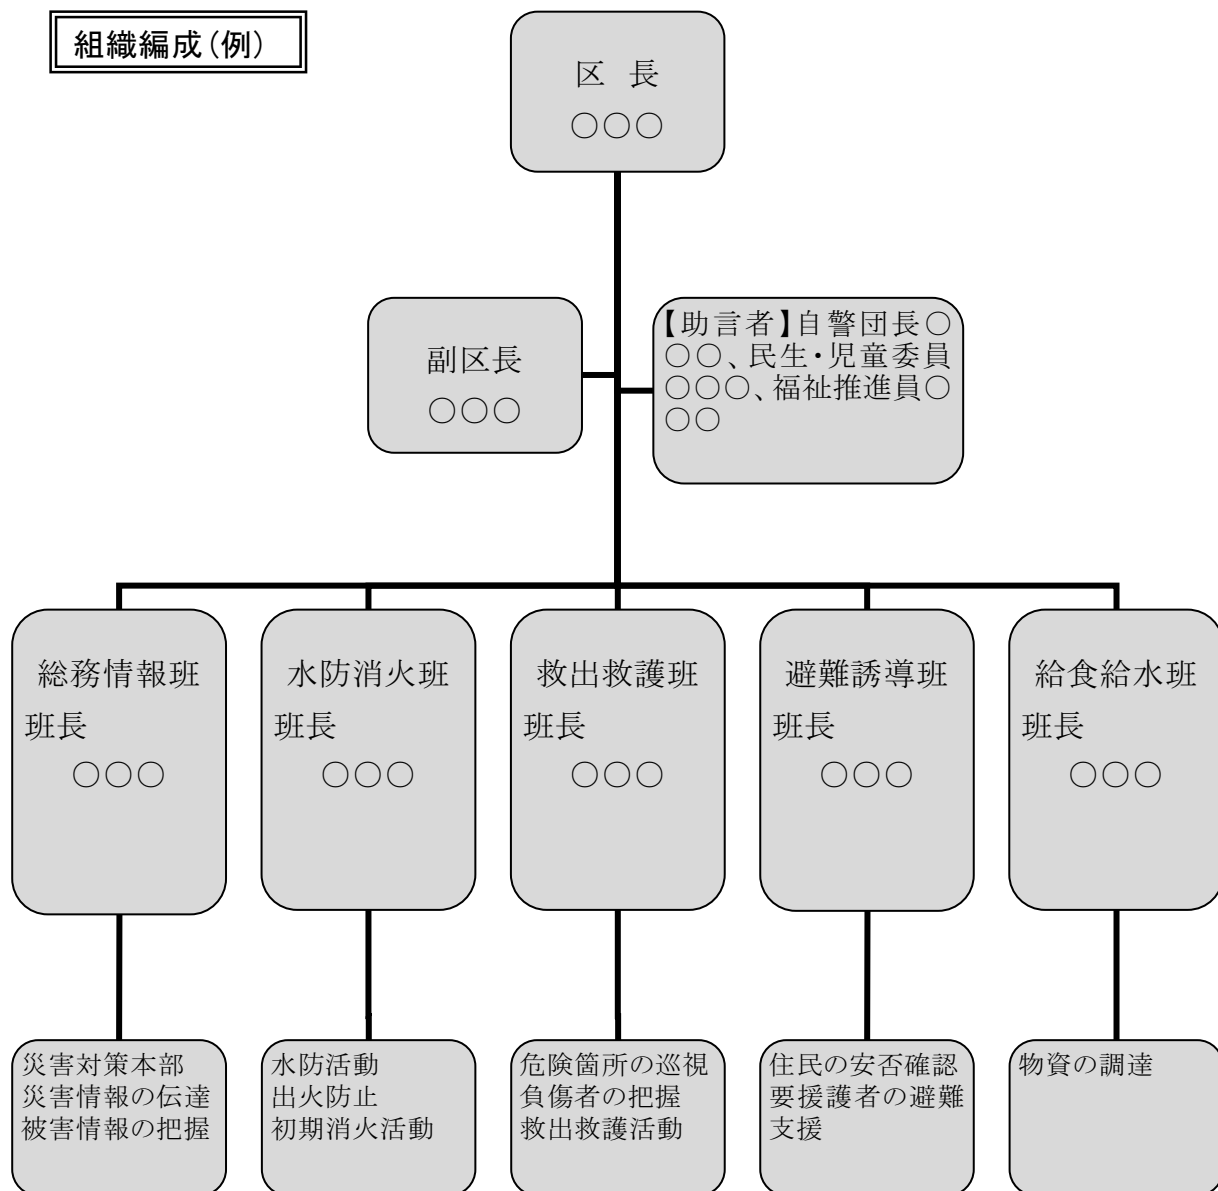 組織編成(例)
区 長
○○○
副区長
○○○
【助言者】自警団長○
○○、民生・児童委員
○○○、福祉推進員○
○○
総務情報班
班長
○○○
水防消火班
班長
○○○
救出救護班
班長
○○○
避難誘導班
班長
○○○
給食給水班
班長
○○○
災害対策本部
災害情報の伝達
被害情報の把握
水防活動
出火防止
初期消火活動
危険箇所の巡視
負傷者の把握
救出救護活動
住民の安否確認
要援護者の避難
支援
物資の調達